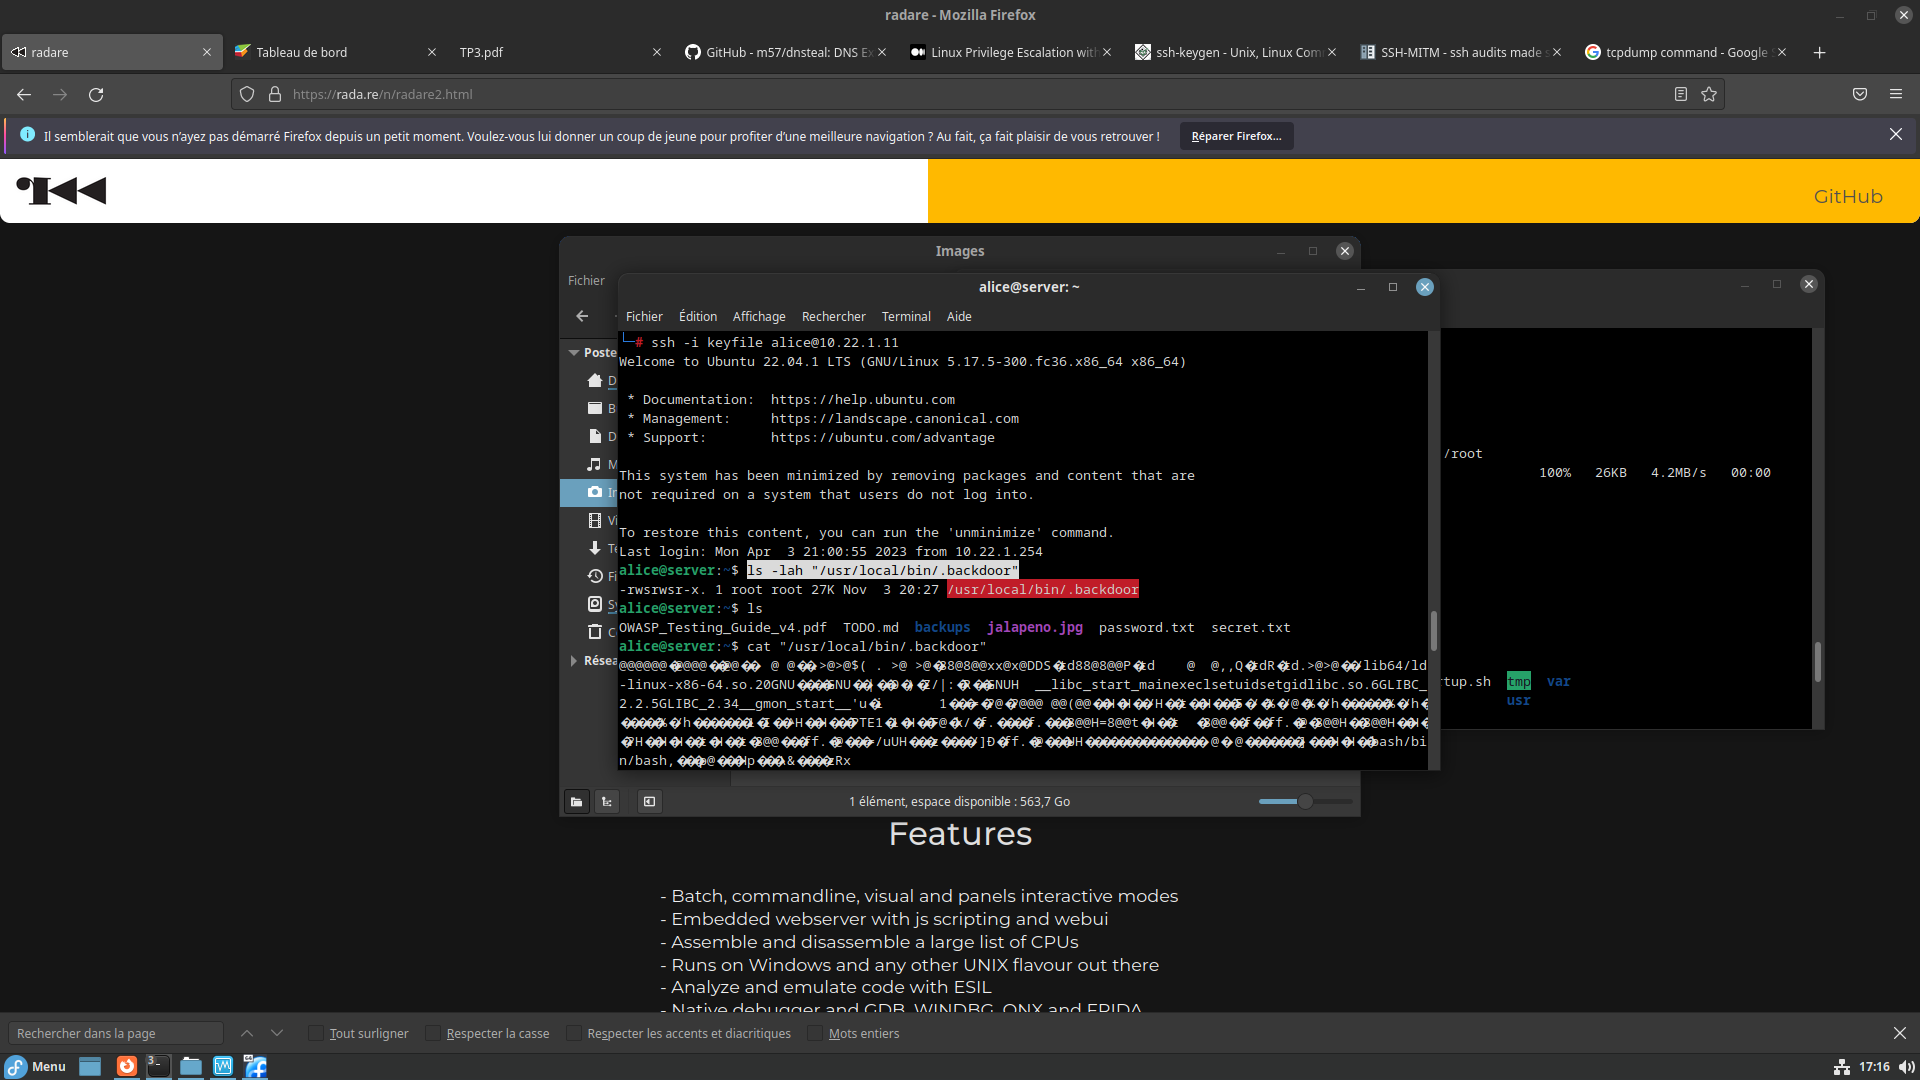 radare - Mozilla Firefox
radare
Tableau de bord
TP3.pdf
GitHub - m57/dnsteal: DNS Ex
Linux Privilege Escalation with
ssh-keygen - Unix, Linux Com
SSH-MITM - ssh audits made s
tcpdump command - Google
https://rada.re/n/radare2.html
Il semblerait que vous n'ayez pas démarré Firefox depuis un petit moment. Voulez-vous lui donner un coup de jeune pour profiter d'une meilleure navigation ? Au fait, ça fait plaisir de vous retrouver !
Réparer Firefox...
GitHub
Images
Fichier
alice@server: ~
Fichier Édition Affichage Rechercher Terminal Aide
Poste
Résea
# ssh -i keyfile alice@10.22.1.11
Welcome to Ubuntu 22.04.1 LTS (GNU/Linux 5.17.5-300.fc36.x86_64 x86_64)
* Documentation: https://help.ubuntu.com
* Management: https://landscape.canonical.com
* Support: https://ubuntu.com/advantage
This system has been minimized by removing packages and content that are
not required on a system that users do not log into.
To restore this content, you can run the 'unminimize' command.
Last login: Mon Apr 3 21:00:55 2023 from 10.22.1.254
alice@server:~$ ls -lah "/usr/local/bin/.backdoor"
-rwsrwsr-x. 1 root root 27K Nov 3 20:27 /usr/local/bin/.backdoor
alice@server:~$ ls
OWASP_Testing_Guide_v4.pdf TODO.md backups jalapeno.jpg password.txt secret.txt
alice@server:~$ cat "/usr/local/bin/.backdoor"
/lib64/ld
-linux-x86-64.so.20GNU
__libc_start_mainexeclsetuidsetgidlibc.so.6GLIBC_
2.2.5GLIBC_2.34__gmon_start__
bash/bi
n/bash,
/root
100% 26KB 4.2MB/s 00:00
rtup.sh tmp var
usr
1 élément, espace disponible : 563,7 Go
Features
- Batch, commandline, visual and panels interactive modes
- Embedded webserver with js scripting and webui
- Assemble and disassemble a large list of CPUs
- Runs on Windows and any other UNIX flavour out there
- Analyze and emulate code with ESIL
- Native debugger and GDB, WINDBG, QNX and FRIDA
Rechercher dans la page
Tout surligner
Respecter la casse
Respecter les accents et diacritiques
Mots entiers
Menu
3
17:16